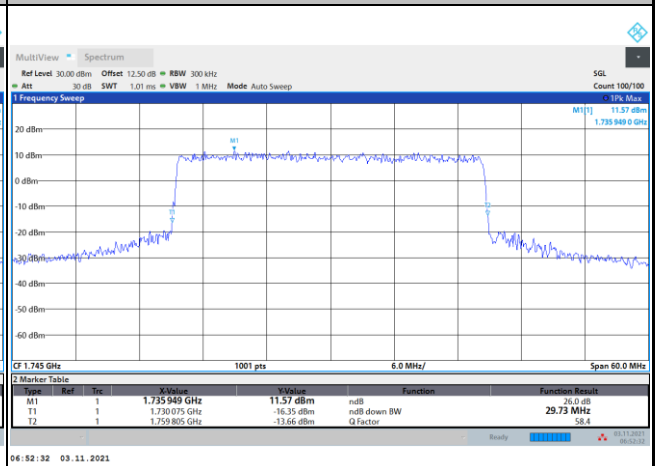 MultiView Spectrum
Ref Level 30.00 dBm Offset 12.50 dB RBW 300 kHz SGL
Att 30 dB SWT 1.01 ms VBW 1 MHz Mode Auto Sweep Count 100/100
1 Frequency Sweep 1Pk Max
M1[1] 11.57 dBm
1.735 949 0 GHz
M1
20 dBm
10 dBm
0 dBm
-10 dBm
-20 dBm
-30 dBm
-50 dBm
-60 dBm
CF 1.745 GHz 1001 pts 6.0 MHz/ Span 60.0 MHz
2 Marker Table
Type Ref Trc X-Value Y-Value Function Function Result
M1 1 1.735 949 GHz 11.57 dBm ndB 26.0 dB
T1 1 1.730 075 GHz -16.35 dBm ndB down BW 29.73 MHz
T2 1 1.759 805 GHz -13.66 dBm Q Factor 58.4
Ready 03.11.2021
06:52:32
06:52:32 03.11.2021